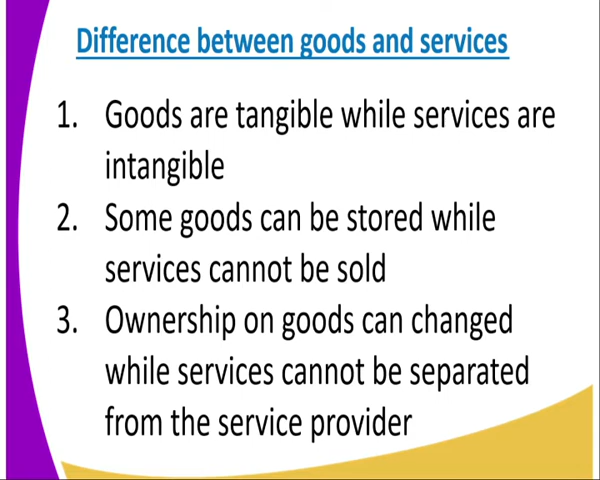 Difference between goods and services
1. Goods are tangible while services are
intangible
2. Some goods can be stored while
services cannot be sold
3. Ownership on goods can changed
while services cannot be separated
from the service provider